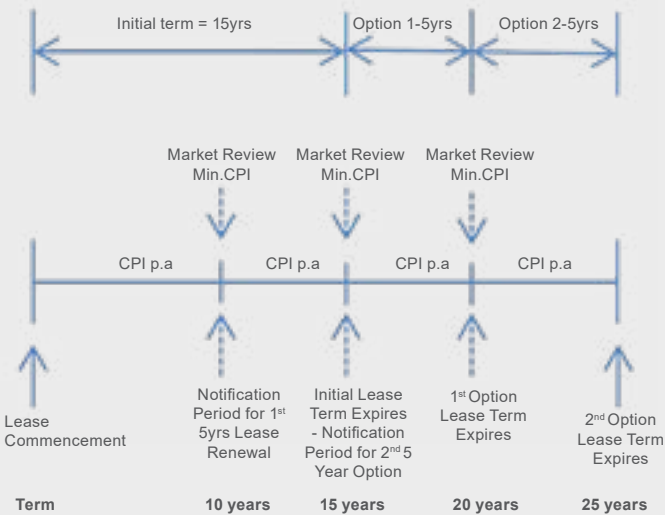 Initial term = 15yrs
Option 1-5yrs
Option 2-5yrs
Market Review
Min.CPI
Market Review
Min.CPI
Market Review
Min.CPI
CPI p.a
CPI p.a
CPI p.a
CPI p.a
Lease
Commencement
Notification
Period for 1st
5yrs Lease
Renewal
Initial Lease
Term Expires
- Notification
Period for 2nd 5
Year Option
1st Option
Lease Term
Expires
2nd Option
Lease Term
Expires
Term
10 years
15 years
20 years
25 years